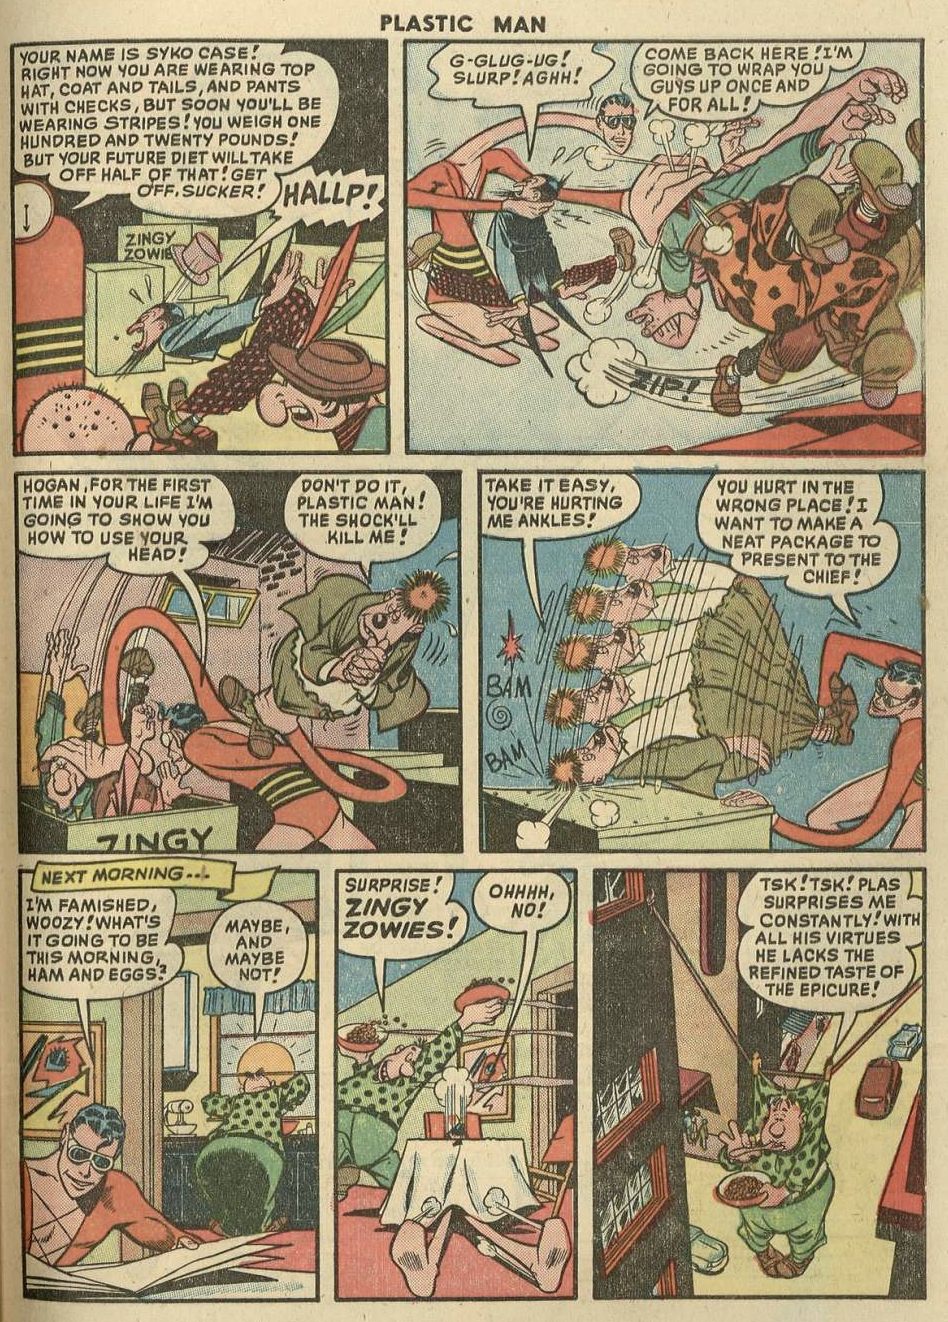 PLASTIC MAN
YOUR NAME IS SYKO CASE!
RIGHT NOW YOU ARE WEARING TOP
HAT, COAT AND TAILS, AND PANTS
WITH CHECKS, BUT SOON YOU'LL BE
WEARING STRIPES! YOU WEIGH ONE
HUNDRED AND TWENTY POUNDS!
BUT YOUR FUTURE DIET WILL TAKE
OFF HALF OF THAT! GET
OFF, SUCKER!
HALLP!
ZINGY
ZOWIE
G-GLUG-UG!
SLURP! AGHH!
COME BACK HERE! I'M
GOING TO WRAP YOU
GUYS UP ONCE AND
FOR ALL!
ZIP!
HOGAN, FOR THE FIRST
TIME IN YOUR LIFE I'M
GOING TO SHOW YOU
HOW TO USE YOUR
HEAD!
DON'T DO IT,
PLASTIC MAN!
THE SHOCK'LL
KILL ME!
ZINGY
TAKE IT EASY,
YOU'RE HURTING
ME ANKLES!
YOU HURT IN THE
WRONG PLACE! I
WANT TO MAKE A
NEAT PACKAGE TO
PRESENT TO THE
CHIEF!
BAM
BAM
NEXT MORNING...
I'M FAMISHED,
WOOZY! WHAT'S
IT GOING TO BE
THIS MORNING,
HAM AND EGGS?
MAYBE,
AND
MAYBE
NOT!
SURPRISE!
ZINGY
ZOWIES!
OHHHH,
NO!
TSK! TSK! PLAS
SURPRISES ME
CONSTANTLY! WITH
ALL HIS VIRTUES
HE LACKS THE
REFINED TASTE OF
THE EPICURE!